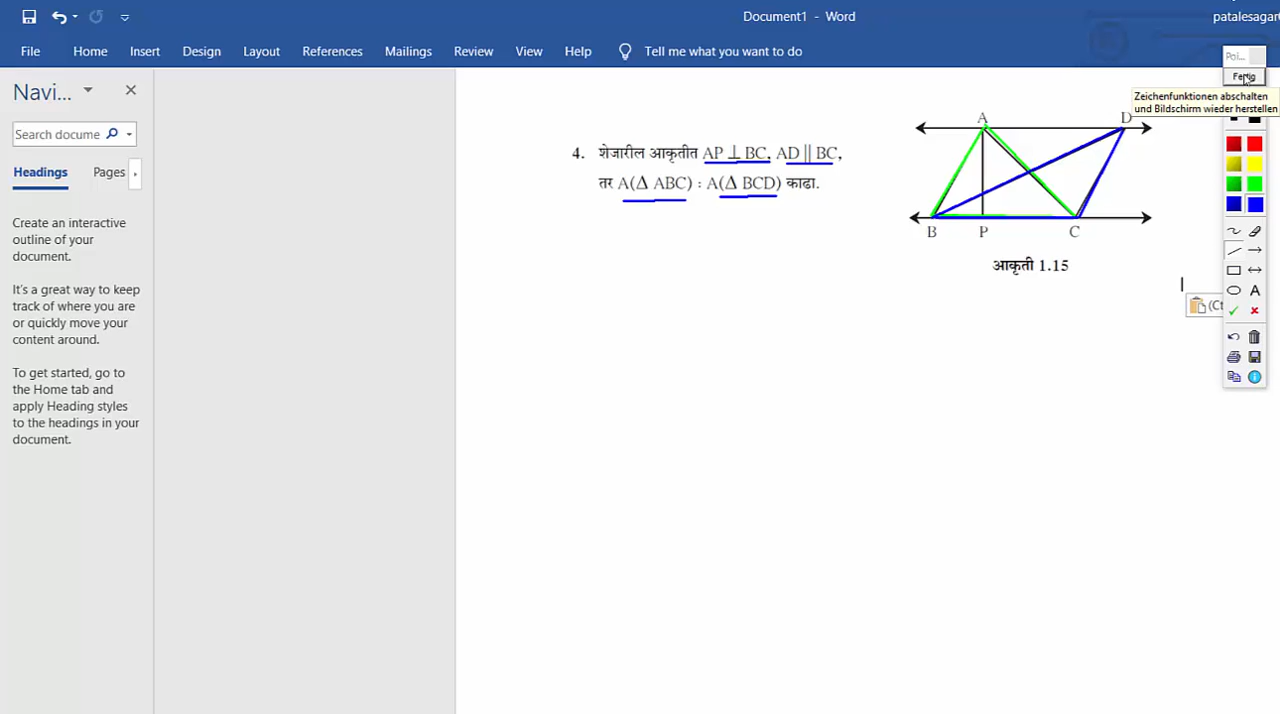 Document1 - Word
patalesagar
File Home Insert Design Layout References Mailings Review View Help Tell me what you want to do
Navi...
Search docume
Headings Pages
Create an interactive
outline of your
document.
It's a great way to keep
track of where you are
or quickly move your
content around.
To get started, go to
the Home tab and
apply Heading styles
to the headings in your
document.
4. शेजारील आकृतीत AP ⊥ BC, AD || BC,
तर A(Δ ABC) : A(Δ BCD) काढा.
A D
B P C
आकृती 1.15
(Ct
Poi...
Fertig
Zeichenfunktionen abschalten
und Bildschirm wieder herstellen
A